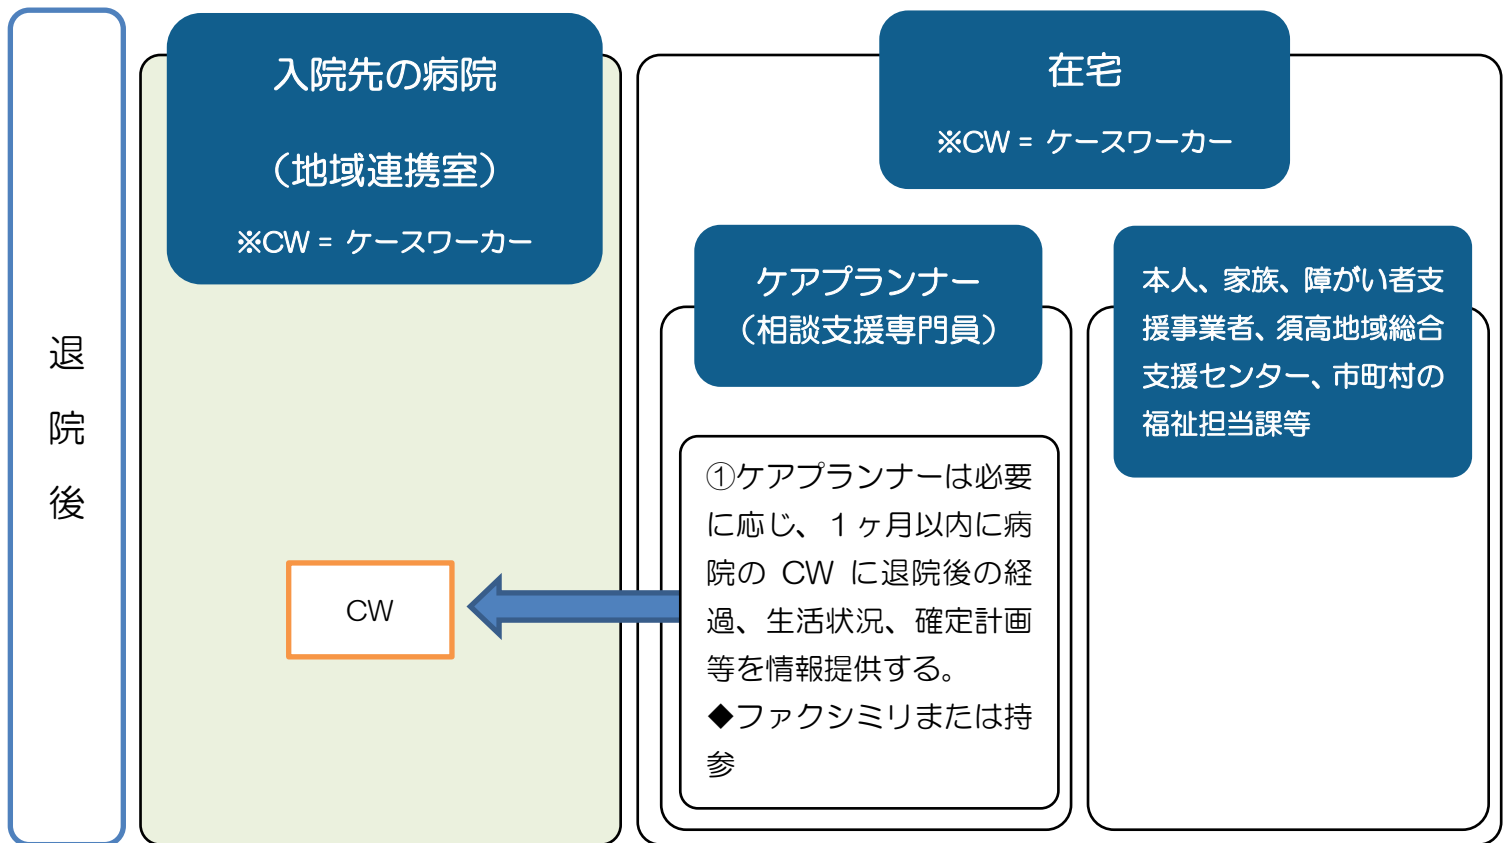 退
院
後
入院先の病院
（地域連携室）
※CW = ケースワーカー
CW
在宅
※CW = ケースワーカー
ケアプランナー
（相談支援専門員）
①ケアプランナーは必要
に応じ、１ヶ月以内に病
院の CW に退院後の経
過、生活状況、確定計画
等を情報提供する。
◆ファクシミリまたは持
参
本人、家族、障がい者支
援事業者、須高地域総合
支援センター、市町村の
福祉担当課等